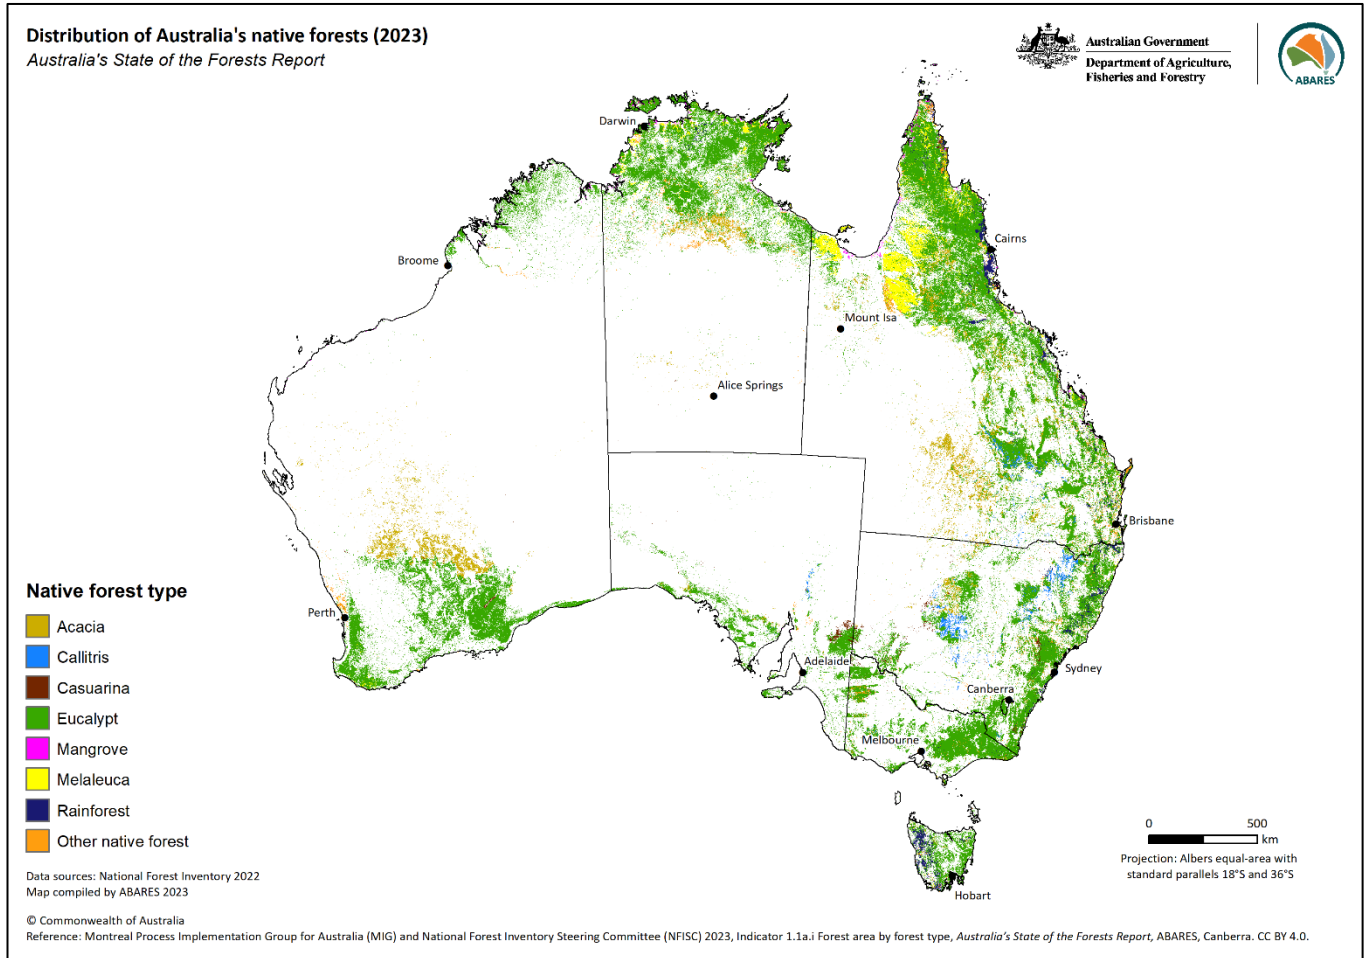 Distribution of Australia's native forests (2023)
Australia's State of the Forests Report
Australian Government
Department of Agriculture,
Fisheries and Forestry
ABARES
Darwin
Cairns
Broome
Mount Isa
Alice Springs
Brisbane
Perth
Adelaide
Sydney
Canberra
Melbourne
Hobart
Native forest type
Acacia
Callitris
Casuarina
Eucalypt
Mangrove
Melaleuca
Rainforest
Other native forest
0 500
km
Projection: Albers equal-area with
standard parallels 18°S and 36°S
Data sources: National Forest Inventory 2022
Map compiled by ABARES 2023
© Commonwealth of Australia
Reference: Montreal Process Implementation Group for Australia (MIG) and National Forest Inventory Steering Committee (NFISC) 2023, Indicator 1.1a.i Forest area by forest type, Australia's State of the Forests Report, ABARES, Canberra. CC BY 4.0.